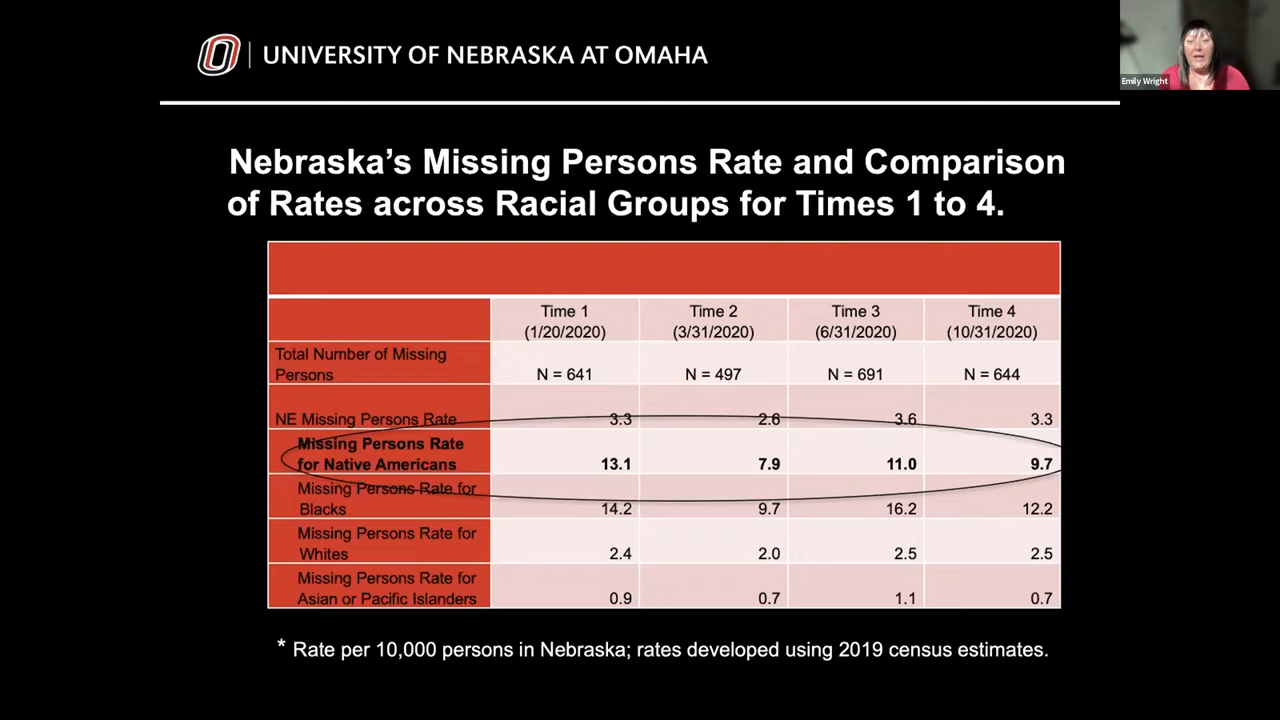 UNIVERSITY OF NEBRASKA AT OMAHA
Emily Wright
Nebraska's Missing Persons Rate and Comparison
of Rates across Racial Groups for Times 1 to 4.
Time 1 Time 2 Time 3 Time 4
(1/20/2020) (3/31/2020) (6/31/2020) (10/31/2020)
Total Number of Missing
Persons N = 641 N = 497 N = 691 N = 644
NE Missing Persons Rate 3.3 2.6 3.6 3.3
Missing Persons Rate
for Native Americans 13.1 7.9 11.0 9.7
Missing Persons Rate for
Blacks 14.2 9.7 16.2 12.2
Missing Persons Rate for
Whites 2.4 2.0 2.5 2.5
Missing Persons Rate for
Asian or Pacific Islanders 0.9 0.7 1.1 0.7
* Rate per 10,000 persons in Nebraska; rates developed using 2019 census estimates.